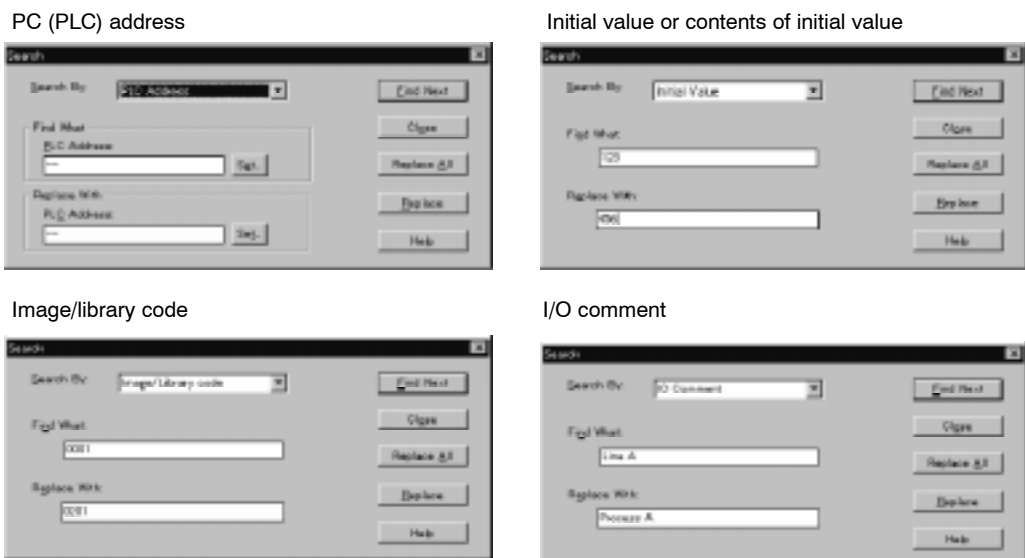 PC (PLC) address
Search
Search By:
PLC Address
Find Next
Find What
PLC Address:
---
Set..
Close
Replace All
Replace With:
PLC Address:
---
Set..
Replace
Help
Initial value or contents of initial value
Search
Search By:
Initial Value
Find Next
Find What:
123
Close
Replace All
Replace With:
456
Replace
Help
Image/library code
Search
Search By:
Image/Library code
Find Next
Find What:
0001
Close
Replace All
Replace With:
0201
Replace
Help
I/O comment
Search
Search By:
IO Comment
Find Next
Find What:
Line A
Close
Replace All
Replace With:
Process A
Replace
Help